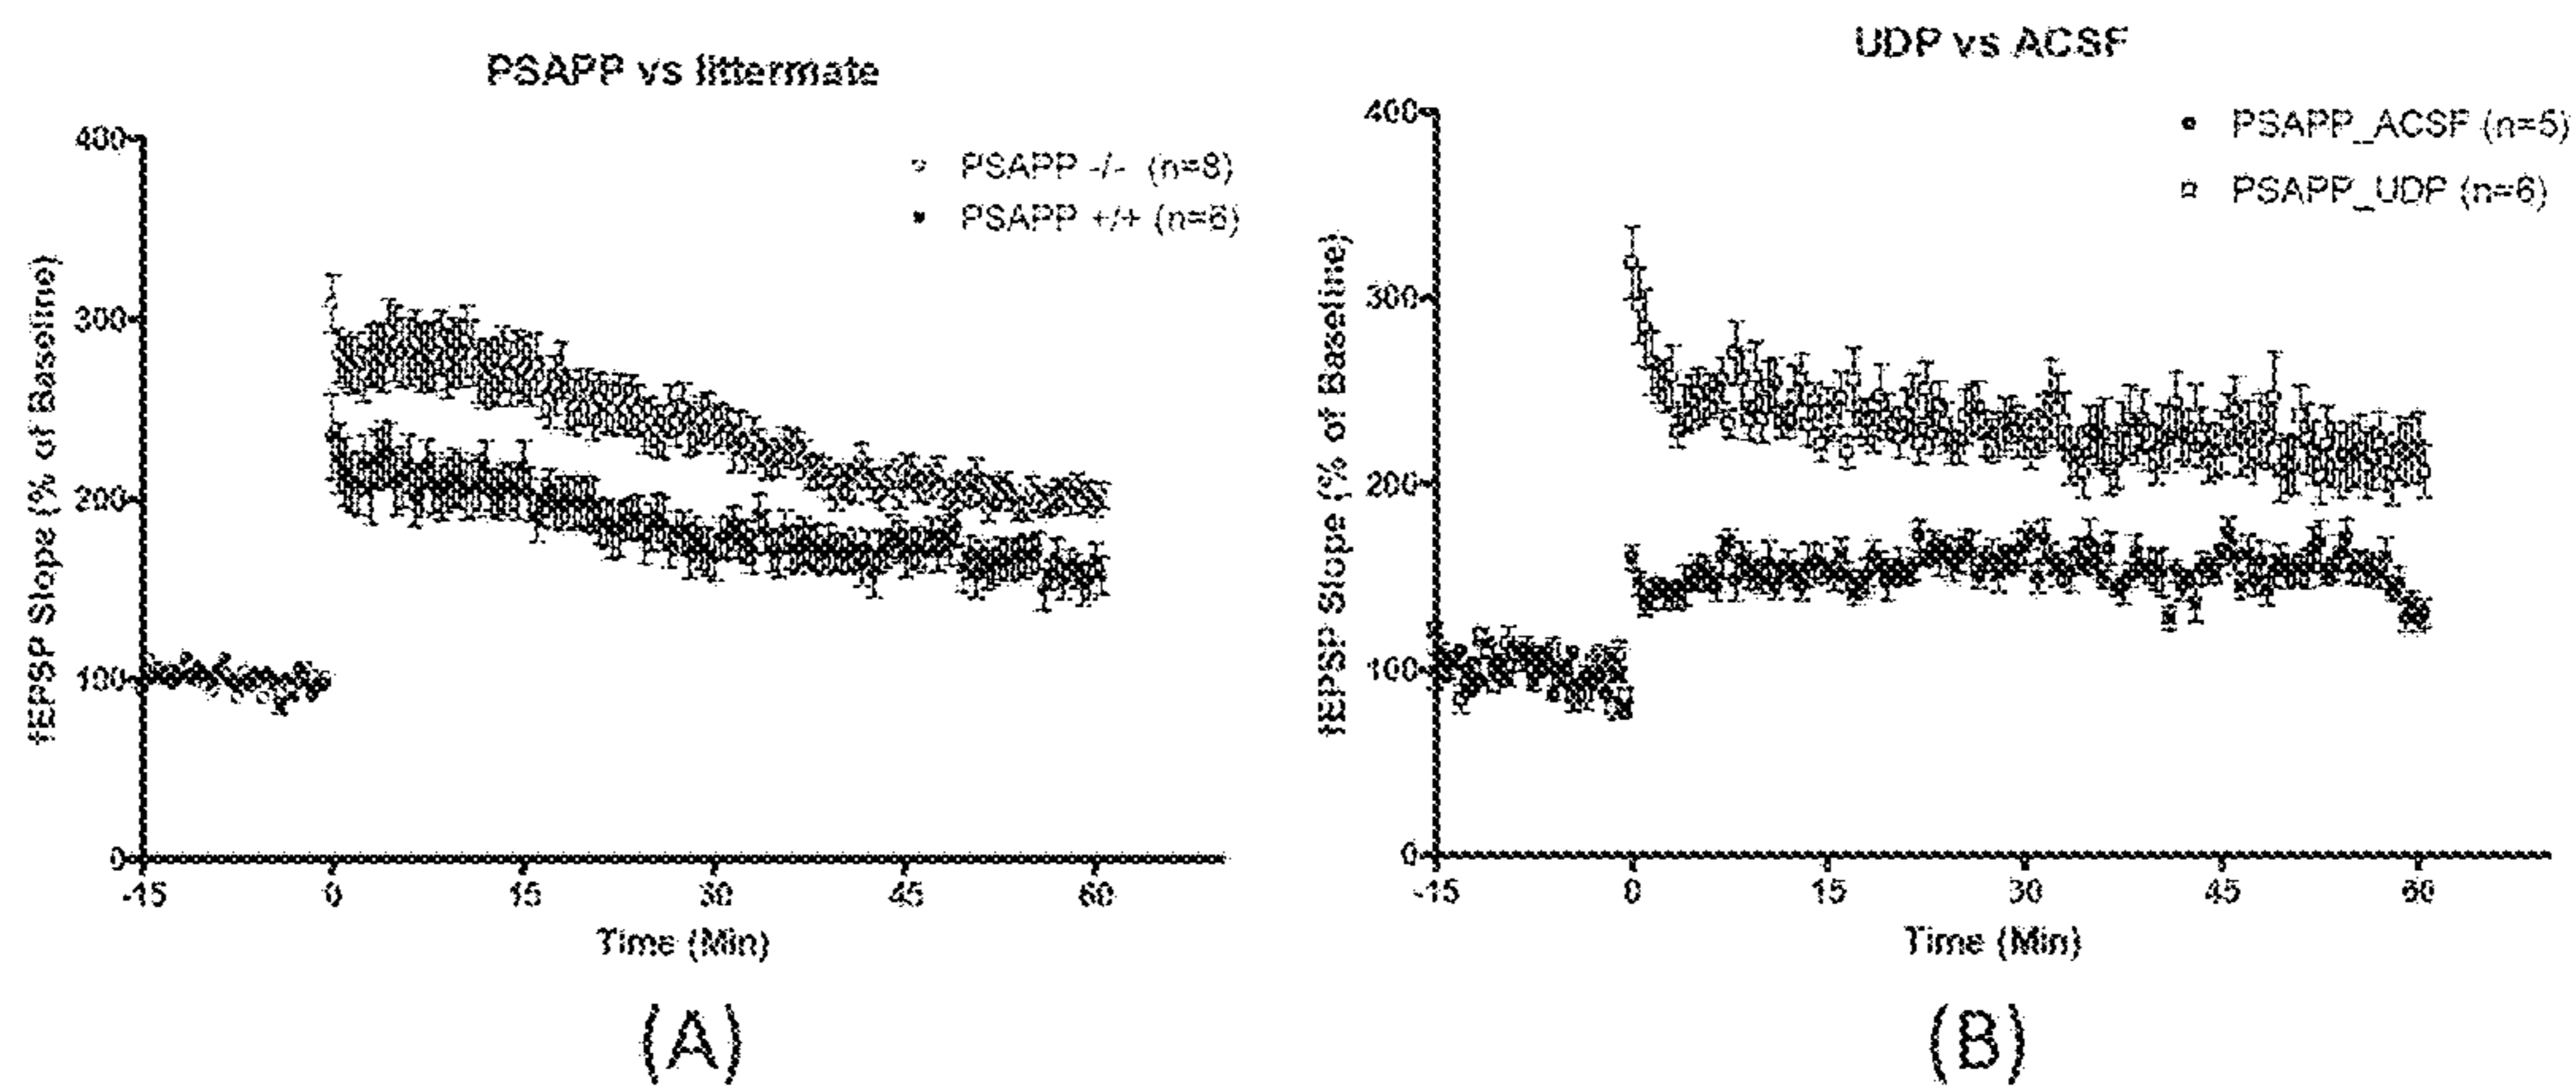 PSAPP vs littermate
400
300
200
100
0
-15
0
15
30
45
60
fEPSP Slope (% of Baseline)
Time (Min)
PSAPP -/- (n=8)
PSAPP +/+ (n=6)
(A)
UDP vs ACSF
400
300
200
100
0
-15
0
15
30
45
60
fEPSP Slope (% of Baseline)
Time (Min)
PSAPP_ACSF (n=5)
PSAPP_UDP (n=6)
(B)